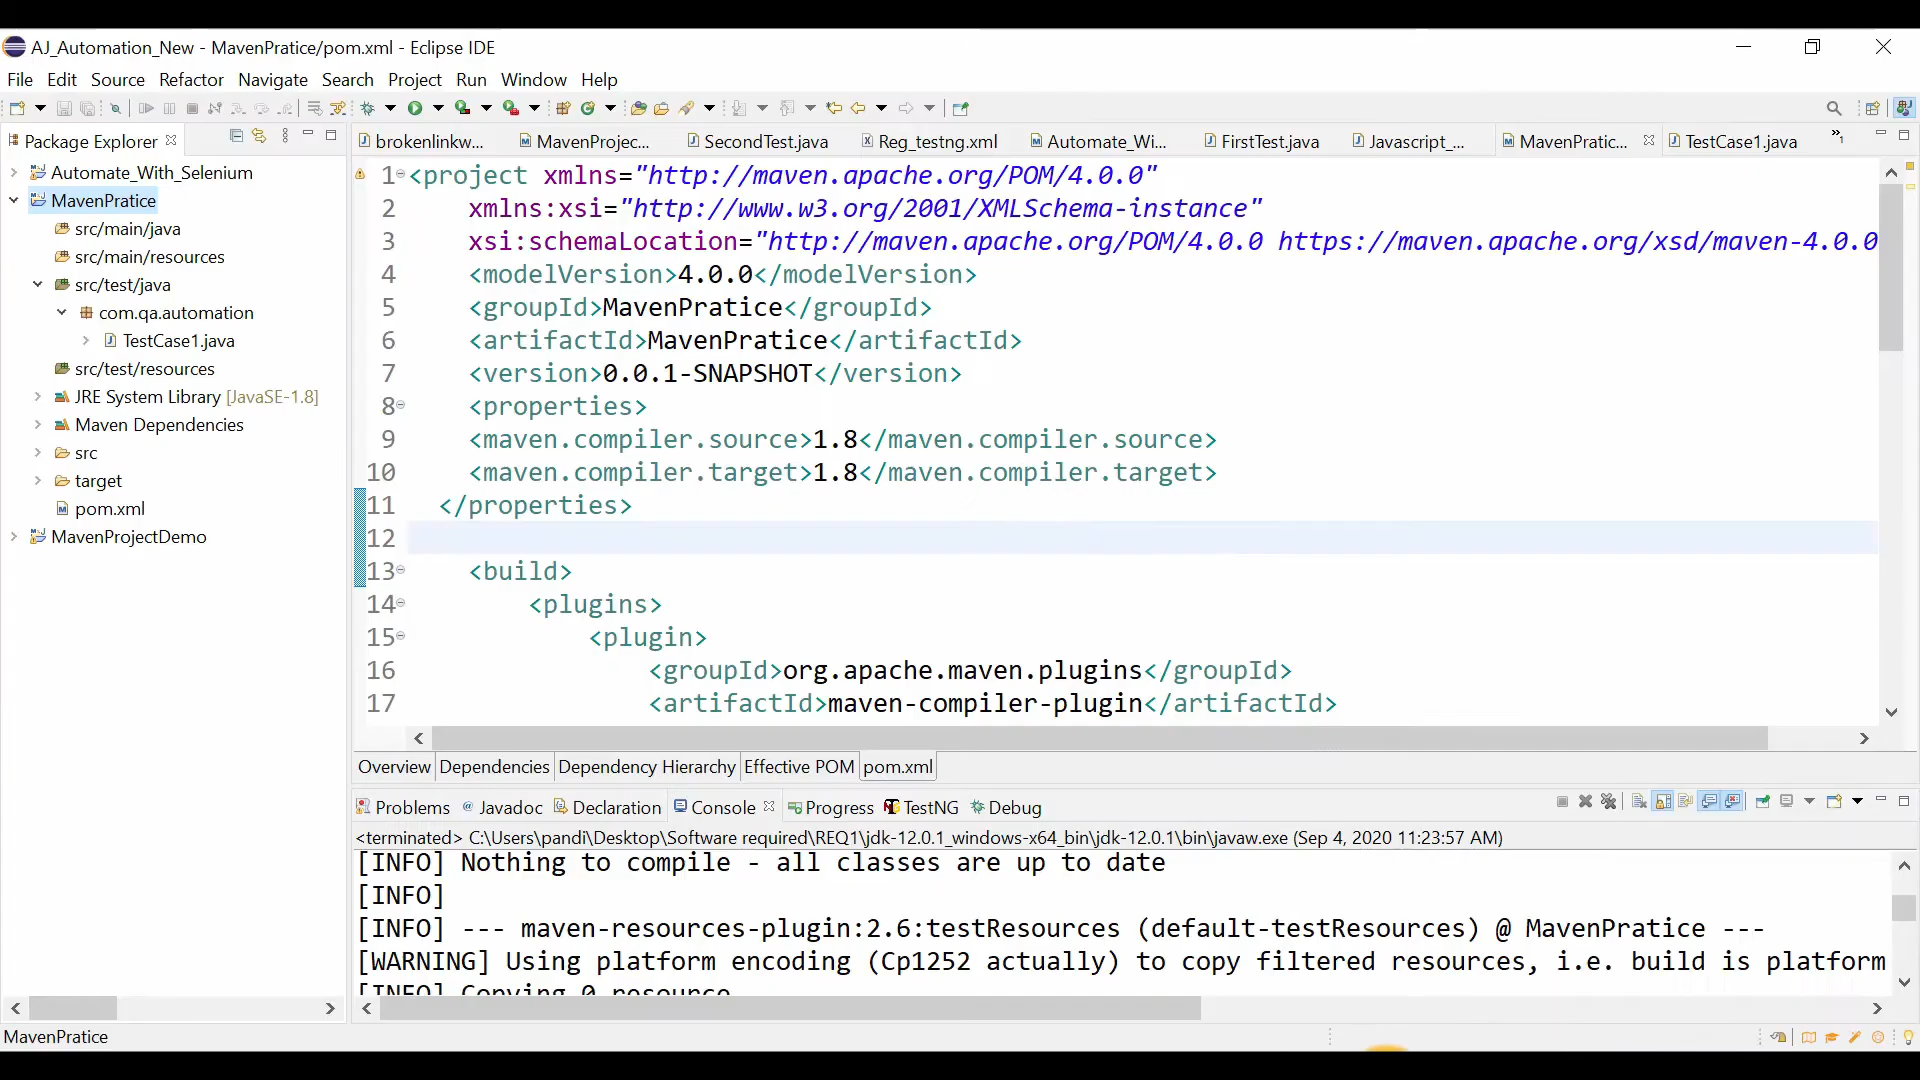 AJ_Automation_New - MavenPratice/pom.xml - Eclipse IDE
File Edit Source Refactor Navigate Search Project Run Window Help
Package Explorer
brokenlinkw... MavenProjec... SecondTest.java Reg_testng.xml Automate_Wi... FirstTest.java Javascript_... MavenPratic... TestCase1.java »1
Automate_With_Selenium
MavenPratice
src/main/java
src/main/resources
src/test/java
com.qa.automation
TestCase1.java
src/test/resources
JRE System Library [JavaSE-1.8]
Maven Dependencies
src
target
pom.xml
MavenProjectDemo
1 <project xmlns="http://maven.apache.org/POM/4.0.0"
2 xmlns:xsi="http://www.w3.org/2001/XMLSchema-instance"
3 xsi:schemaLocation="http://maven.apache.org/POM/4.0.0 https://maven.apache.org/xsd/maven-4.0.0
4 <modelVersion>4.0.0</modelVersion>
5 <groupId>MavenPratice</groupId>
6 <artifactId>MavenPratice</artifactId>
7 <version>0.0.1-SNAPSHOT</version>
8 <properties>
9 <maven.compiler.source>1.8</maven.compiler.source>
10 <maven.compiler.target>1.8</maven.compiler.target>
11 </properties>
12
13 <build>
14 <plugins>
15 <plugin>
16 <groupId>org.apache.maven.plugins</groupId>
17 <artifactId>maven-compiler-plugin</artifactId>
Overview Dependencies Dependency Hierarchy Effective POM pom.xml
Problems Javadoc Declaration Console Progress TestNG Debug
<terminated> C:\Users\pandi\Desktop\Software required\REQ1\jdk-12.0.1_windows-x64_bin\jdk-12.0.1\bin\javaw.exe (Sep 4, 2020 11:23:57 AM)
[INFO] Nothing to compile - all classes are up to date
[INFO]
[INFO] --- maven-resources-plugin:2.6:testResources (default-testResources) @ MavenPratice ---
[WARNING] Using platform encoding (Cp1252 actually) to copy filtered resources, i.e. build is platform
[INFO] Copying 0 resource
MavenPratice